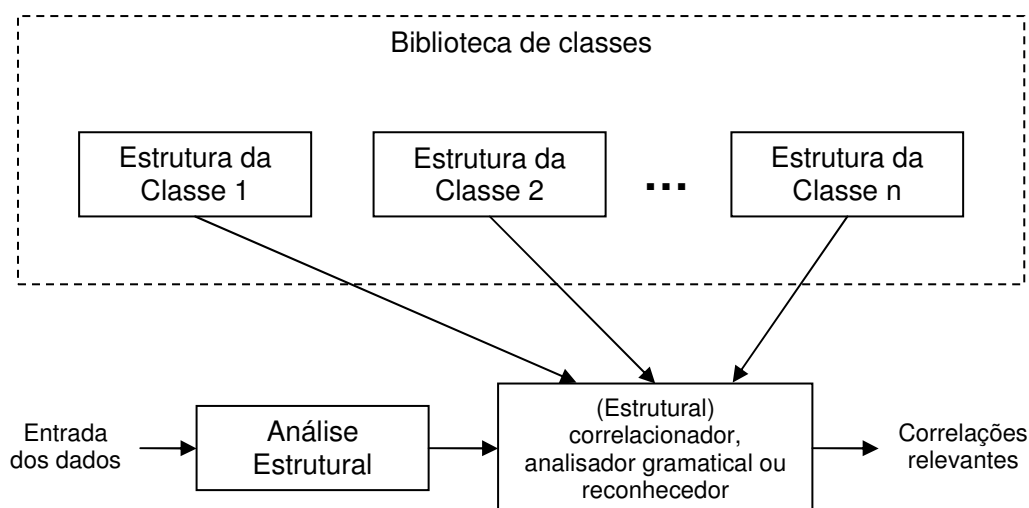 Biblioteca de classes
Estrutura da
Classe 1
Estrutura da
Classe 2
...
Estrutura da
Classe n
Entrada
dos dados
Análise
Estrutural
(Estrutural)
correlacionador,
analisador gramatical ou
reconhecedor
Correlações
relevantes